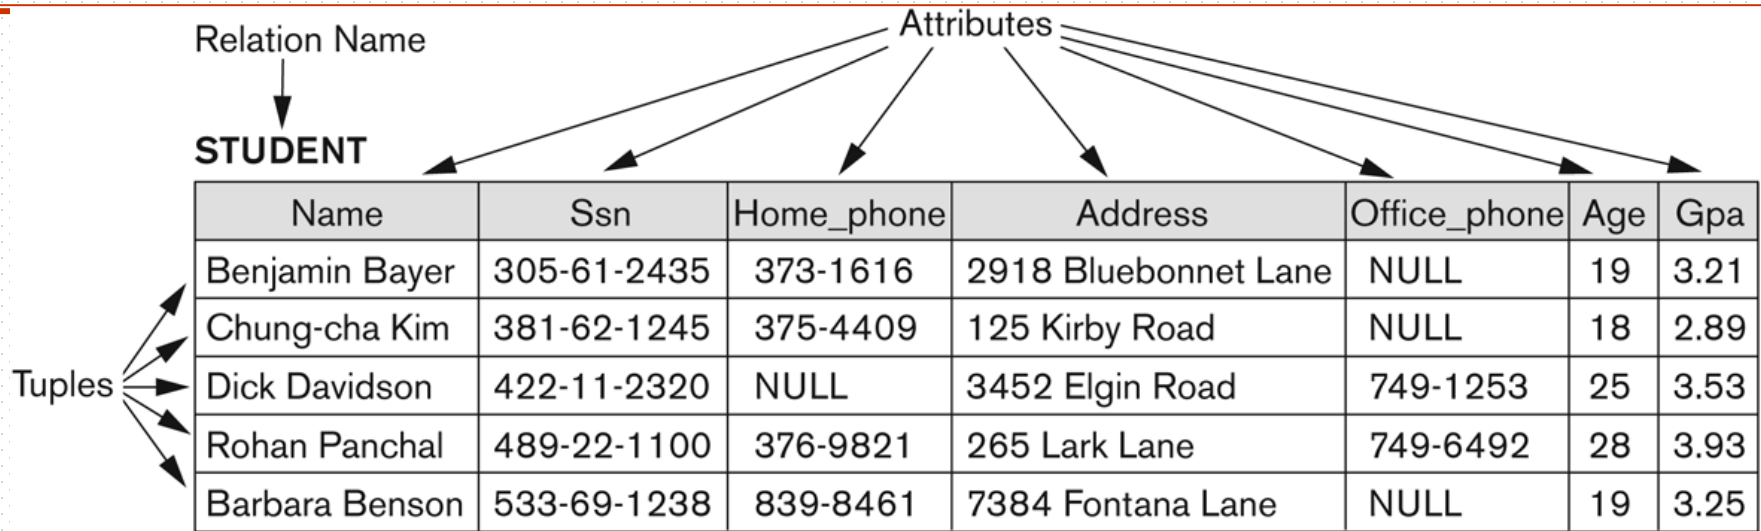 Attributes
Relation Name
STUDENT
Name Ssn Home_phone Address Office_phone Age Gpa
Benjamin Bayer 305-61-2435 373-1616 2918 Bluebonnet Lane NULL 19 3.21
Chung-cha Kim 381-62-1245 375-4409 125 Kirby Road NULL 18 2.89
Tuples Dick Davidson 422-11-2320 NULL 3452 Elgin Road 749-1253 25 3.53
Rohan Panchal 489-22-1100 376-9821 265 Lark Lane 749-6492 28 3.93
Barbara Benson 533-69-1238 839-8461 7384 Fontana Lane NULL 19 3.25